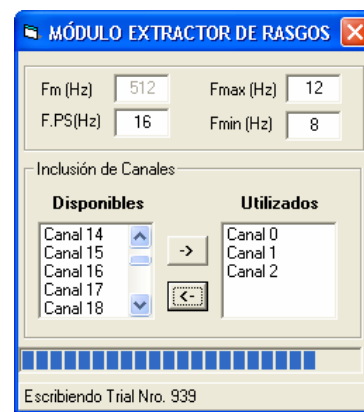 MÓDULO EXTRACTOR DE RASGOS
Fm (Hz) 512 Fmax (Hz) 12
F.PS(Hz) 16 Fmin (Hz) 8
Inclusión de Canales
Disponibles Utilizados
Canal 14 Canal 0
Canal 15 -> Canal 1
Canal 16 Canal 2
Canal 17 <-
Canal 18
Escribiendo Trial Nro. 939